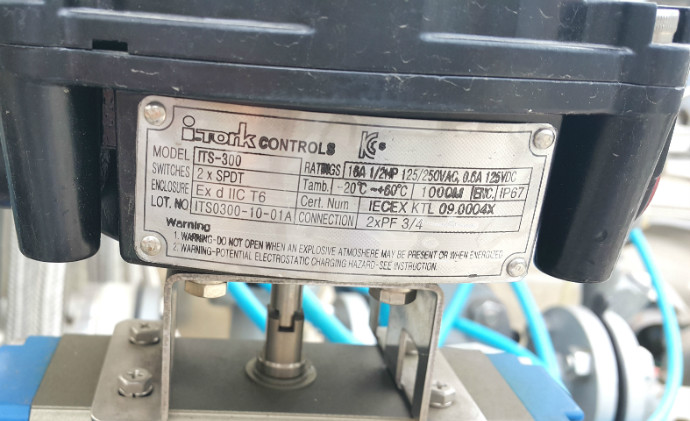 i-Tork CONTROLS
MODEL ITS-300
SWITCHES 2 x SPDT RATINGS 16A 1/2HP 125/250VAC, 0.6A 125VDC
ENCLOSURE Ex d IIC T6 Tamb. -20°C ~+60°C 100ΩM ENC. IP67
LOT. NO ITS0300-10-01A Cert. Num IECEX KTL 09.0004X
CONNECTION 2xPF 3/4
Warning
1. WARNING-DO NOT OPEN WHEN AN EXPLOSIVE ATMOSHERE MAY BE PRESENT OR WHEN ENERGIZED
2. WARNING-POTENTIAL ELECTROSTATIC CHARGING HAZARD-SEE INSTRUCTION.